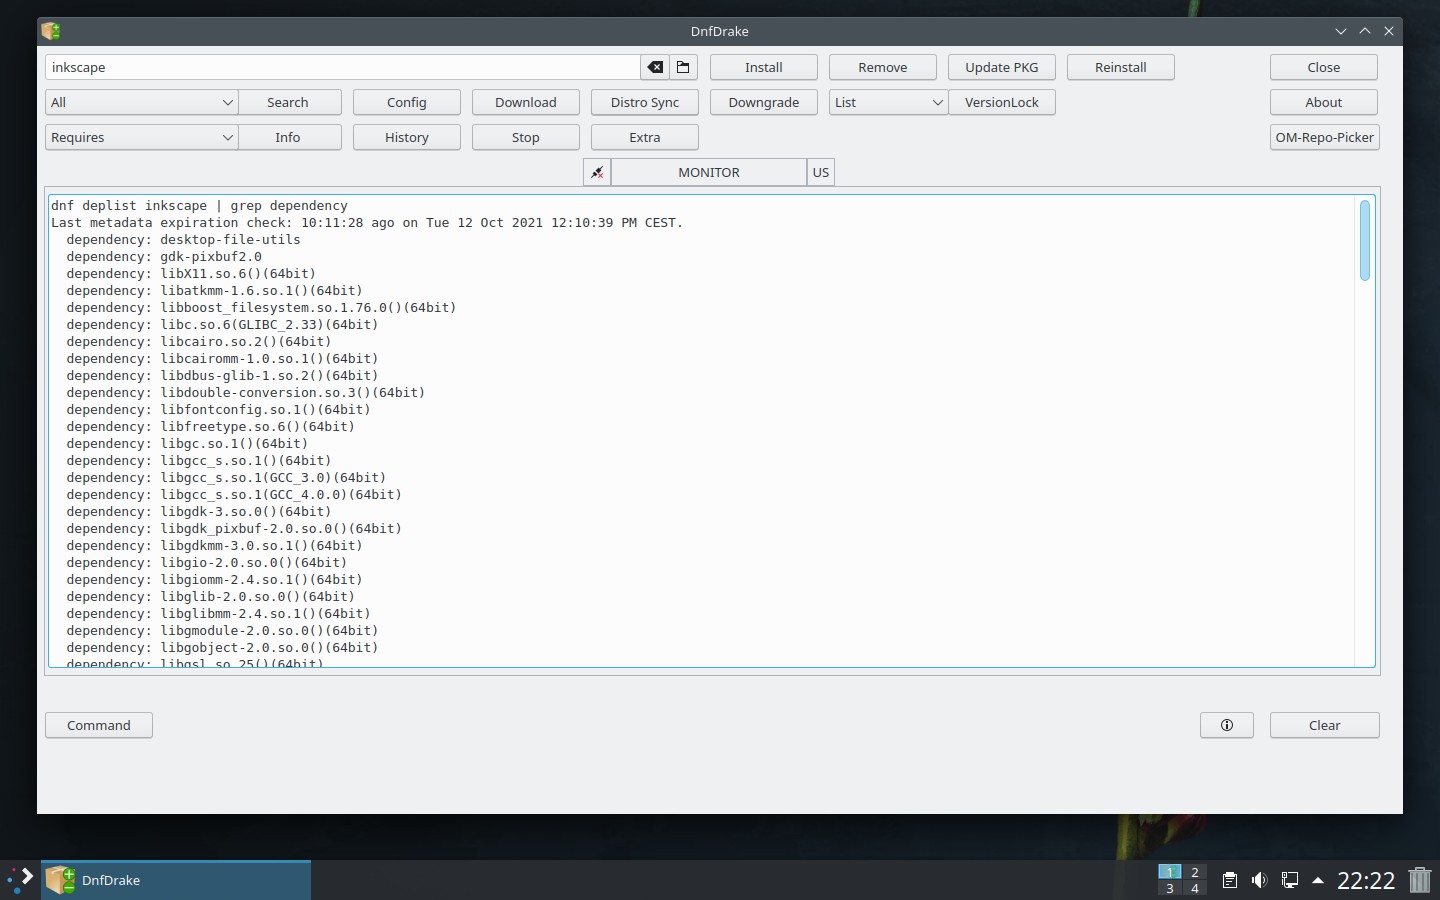 DnfDrake
inkscape
Install
Remove
Update PKG
Reinstall
Close
All
Search
Config
Download
Distro Sync
Downgrade
List
VersionLock
About
Requires
Info
History
Stop
Extra
OM-Repo-Picker
MONITOR
US
dnf deplist inkscape | grep dependency
Last metadata expiration check: 10:11:28 ago on Tue 12 Oct 2021 12:10:39 PM CEST.
dependency: desktop-file-utils
dependency: gdk-pixbuf2.0
dependency: libX11.so.6()(64bit)
dependency: libatkmm-1.6.so.1()(64bit)
dependency: libboost_filesystem.so.1.76.0()(64bit)
dependency: libc.so.6(GLIBC_2.33)(64bit)
dependency: libcairo.so.2()(64bit)
dependency: libcairomm-1.0.so.1()(64bit)
dependency: libdbus-glib-1.so.2()(64bit)
dependency: libdouble-conversion.so.3()(64bit)
dependency: libfontconfig.so.1()(64bit)
dependency: libfreetype.so.6()(64bit)
dependency: libgc.so.1()(64bit)
dependency: libgcc_s.so.1()(64bit)
dependency: libgcc_s.so.1(GCC_3.0)(64bit)
dependency: libgcc_s.so.1(GCC_4.0.0)(64bit)
dependency: libgdk-3.so.0()(64bit)
dependency: libgdk_pixbuf-2.0.so.0()(64bit)
dependency: libgdkmm-3.0.so.1()(64bit)
dependency: libgio-2.0.so.0()(64bit)
dependency: libgiomm-2.4.so.1()(64bit)
dependency: libglib-2.0.so.0()(64bit)
dependency: libglibmm-2.4.so.1()(64bit)
dependency: libgmodule-2.0.so.0()(64bit)
dependency: libgobject-2.0.so.0()(64bit)
dependency: libgsl.so.25()(64bit)
Command
Clear
DnfDrake
1 2
3 4
22:22